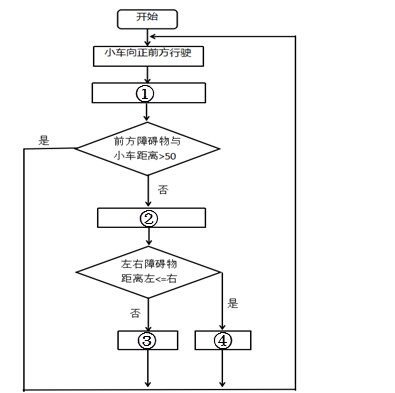 开始
小车向正前方行驶
①
是
前方障碍物与
小车距离>50
否
②
左右障碍物
距离左<=右
是
否
③
④